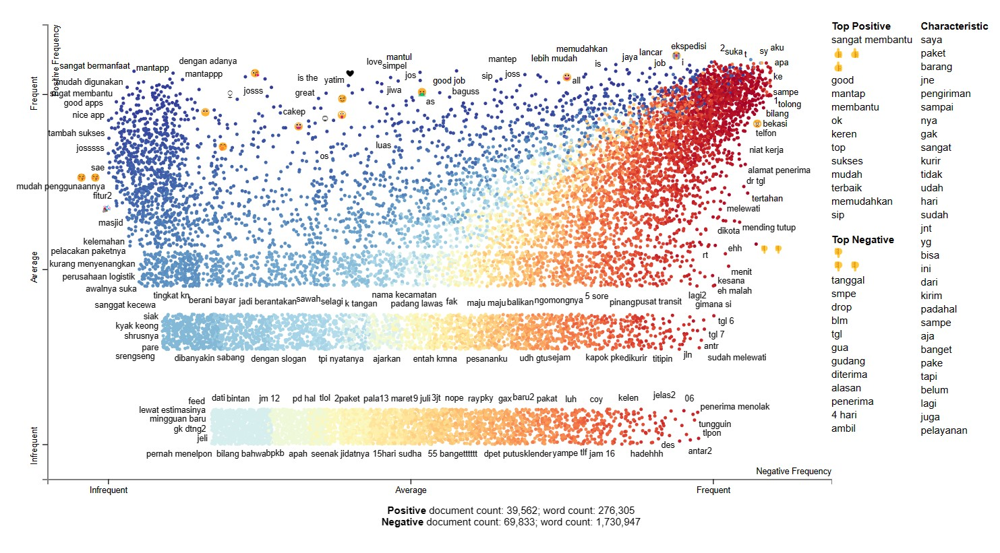 Positive Frequency
Frequent
Average
Infrequent
ekspedisi
2
suka
t
sy
aku
memudahkan
lancar
mantul
jaya
dengan adanya
mantep
lebih mudah
job
i
apa
sangat bermanfaat
mantapp
love
simpel
is
mantappp
jos
sip
joss
ke
is the
yatim
good job
all
mudah digunakan
josss
great
jiwa
baguss
sampe
sangat membantu
good apps
as
1
tolong
nice app
cakep
bilang
bekasi
tambah sukses
telfon
josssss
luas
niat kerja
os
sae
alamat penerima
dr tgl
mudah penggunaannya
fitur2
tertahan
melewati
masjid
dikota
mending tutup
kelemahan
pelacakan paketnya
ehh
rt
kurang menyenangkan
menit
perusahaan logistik
kesana
awalnya suka
eh malah
tingkat kn
berani bayar
jadi berantakan
sawah
selagi
k tangan
nama kecamatan
padang lawas
fak
maju maju
balikan
ngomongnya
5 sore
pinang
pusat transit
lagi2
gimana si
sanggat kecewa
siak
tgl 6
kyak keong
shrusnya
tgl 7
pare
antr
srengseng
dibanyakin
sabang
dengan slogan
tpi nyatanya
ajarkan
entah kmna
pesananku
udh gtu
sejam
kapok pke
dikurir
titipin
jln
sudah melewati
feed
dati
bintan
jm 12
pd hal
tlol
2paket
pala
13 maret
9 juli
3jt
nope
ray
pky
gax
baru2
pakat
luh
coy
kelen
jelas2
06
lewat estimasinya
penerima menolak
mingguan baru
gk dtng2
tungguin
jeli
tlpon
des
pernah menelpon
bilang bahwa
bpkb
apah
seenak jidatnya
15hari
sudha
55
bangettttttt
dpet
putus
klender
yampe
tlf
jam 16
hadehhh
antar2
Negative Frequency
Infrequent
Average
Frequent
Positive document count: 39,562; word count: 276,305
Negative document count: 69,833; word count: 1,730,947
Top Positive
sangat membantu
👍 👍
👍
good
mantap
membantu
ok
keren
top
sukses
mudah
terbaik
memudahkan
sip
Top Negative
👎
👎 👎
tanggal
smpe
drop
blm
tgl
gua
gudang
diterima
alasan
penerima
4 hari
ambil
Characteristic
saya
paket
barang
jne
pengiriman
sampai
nya
gak
sangat
kurir
tidak
udah
hari
sudah
jnt
yg
bisa
ini
dari
kirim
padahal
sampe
aja
banget
pake
tapi
belum
lagi
juga
pelayanan